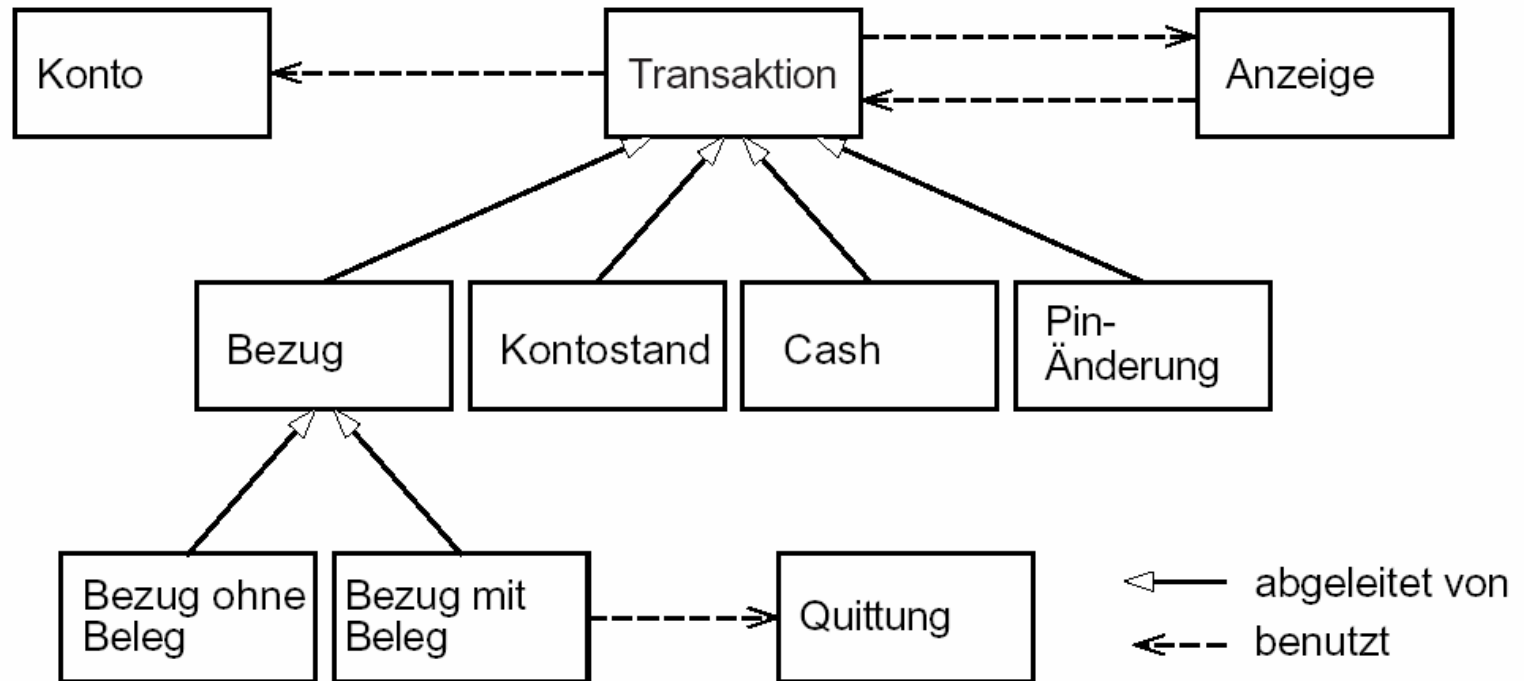 Konto
Transaktion
Anzeige
Bezug
Kontostand
Cash
Pin-
Änderung
Bezug ohne
Beleg
Bezug mit
Beleg
Quittung
abgeleitet von
benutzt